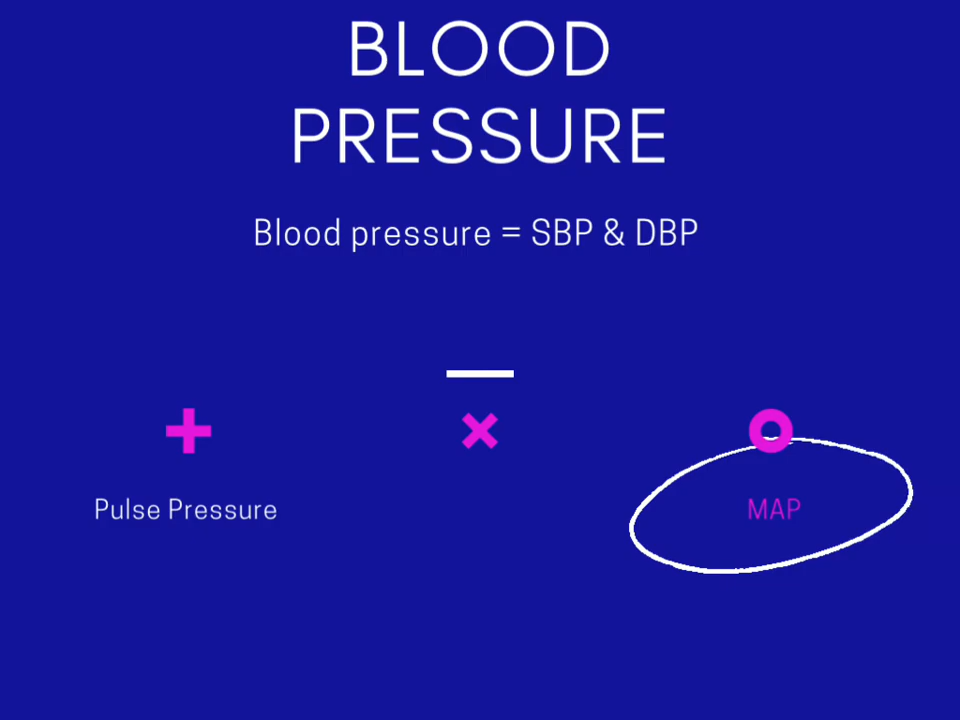 BLOOD
PRESSURE
Blood pressure = SBP & DBP
Pulse Pressure
MAP